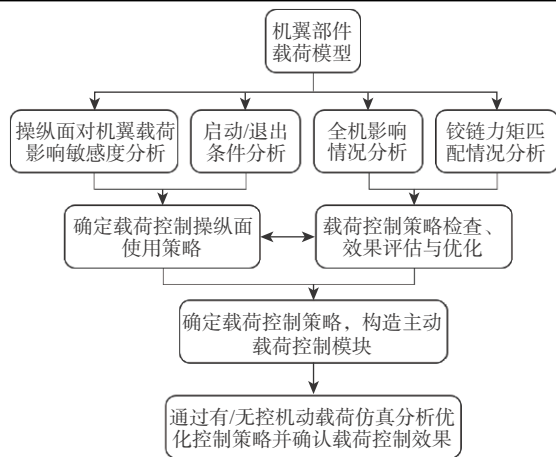 机翼部件
载荷模型
操纵面对机翼载荷
影响敏感度分析
启动/退出
条件分析
全机影响
情况分析
铰链力矩匹
配情况分析
确定载荷控制操纵面
使用策略
载荷控制策略检查、
效果评估与优化
确定载荷控制策略，构造主动
载荷控制模块
通过有/无控机动载荷仿真分析优
化控制策略并确认载荷控制效果